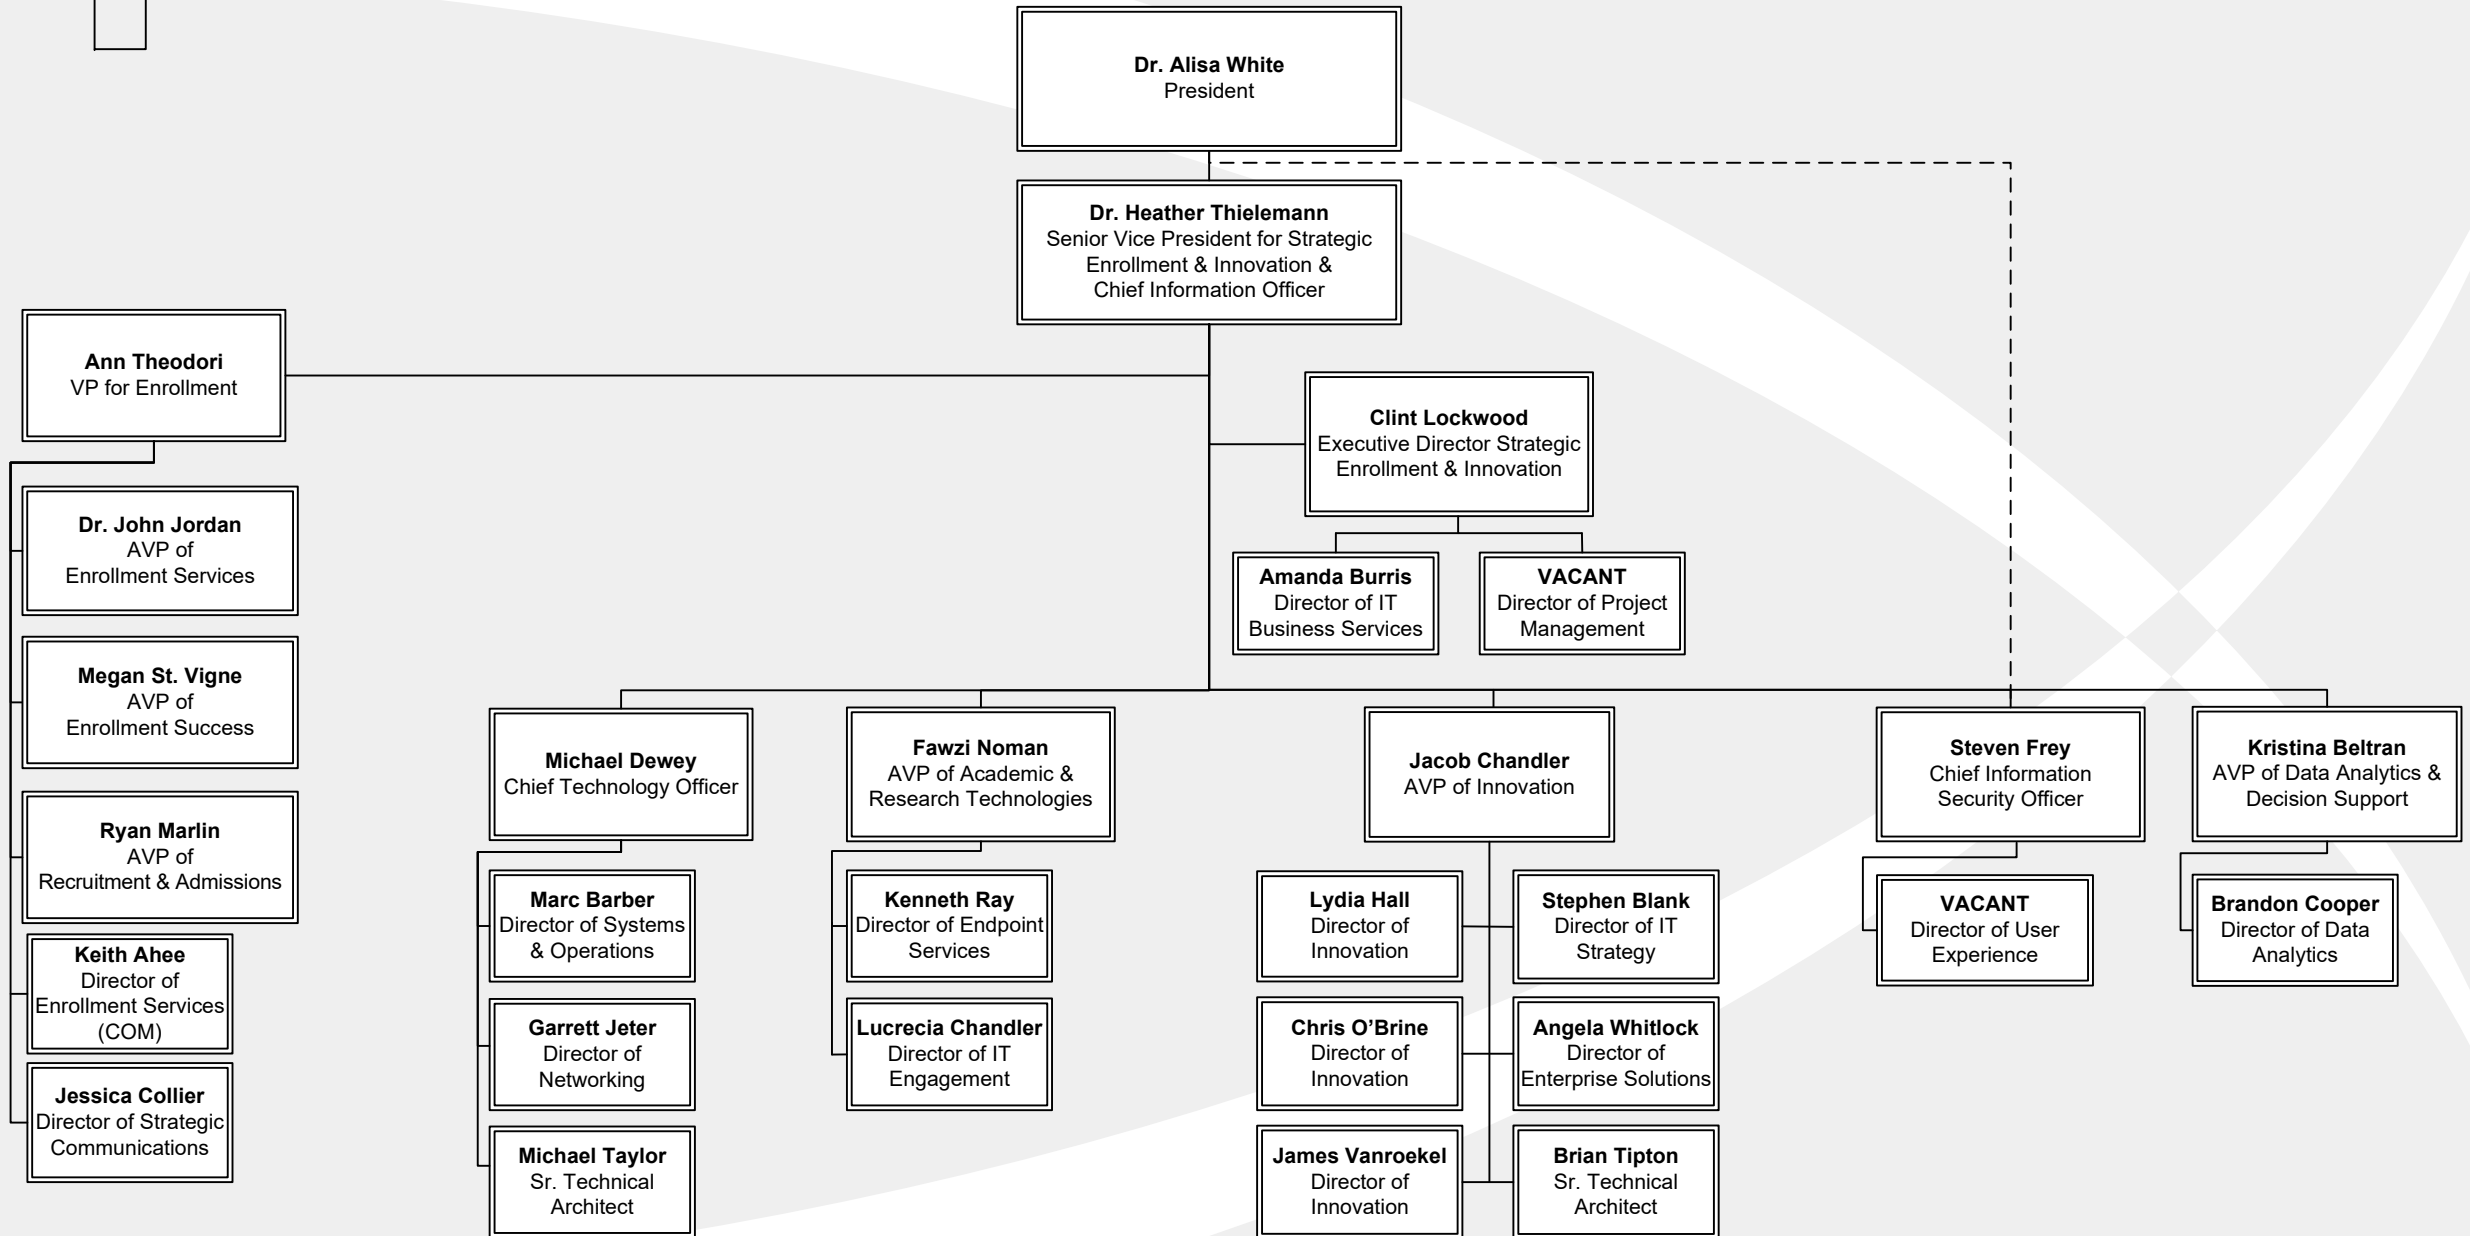 Dr. Alisa White
President
Dr. Heather Thielemann
Senior Vice President for Strategic
Enrollment & Innovation &
Chief Information Officer
Ann Theodori
VP for Enrollment
Clint Lockwood
Executive Director Strategic
Enrollment & Innovation
Amanda Burris
Director of IT
Business Services
VACANT
Director of Project
Management
Dr. John Jordan
AVP of
Enrollment Services
Megan St. Vigne
AVP of
Enrollment Success
Ryan Marlin
AVP of
Recruitment & Admissions
Keith Ahee
Director of
Enrollment Services
(COM)
Jessica Collier
Director of Strategic
Communications
Michael Dewey
Chief Technology Officer
Marc Barber
Director of Systems
& Operations
Garrett Jeter
Director of
Networking
Michael Taylor
Sr. Technical
Architect
Fawzi Noman
AVP of Academic &
Research Technologies
Kenneth Ray
Director of Endpoint
Services
Lucrecia Chandler
Director of IT
Engagement
Jacob Chandler
AVP of Innovation
Lydia Hall
Director of
Innovation
Stephen Blank
Director of IT
Strategy
Chris O’Brine
Director of
Innovation
Angela Whitlock
Director of
Enterprise Solutions
James Vanroekel
Director of
Innovation
Brian Tipton
Sr. Technical
Architect
Steven Frey
Chief Information
Security Officer
VACANT
Director of User
Experience
Kristina Beltran
AVP of Data Analytics &
Decision Support
Brandon Cooper
Director of Data
Analytics